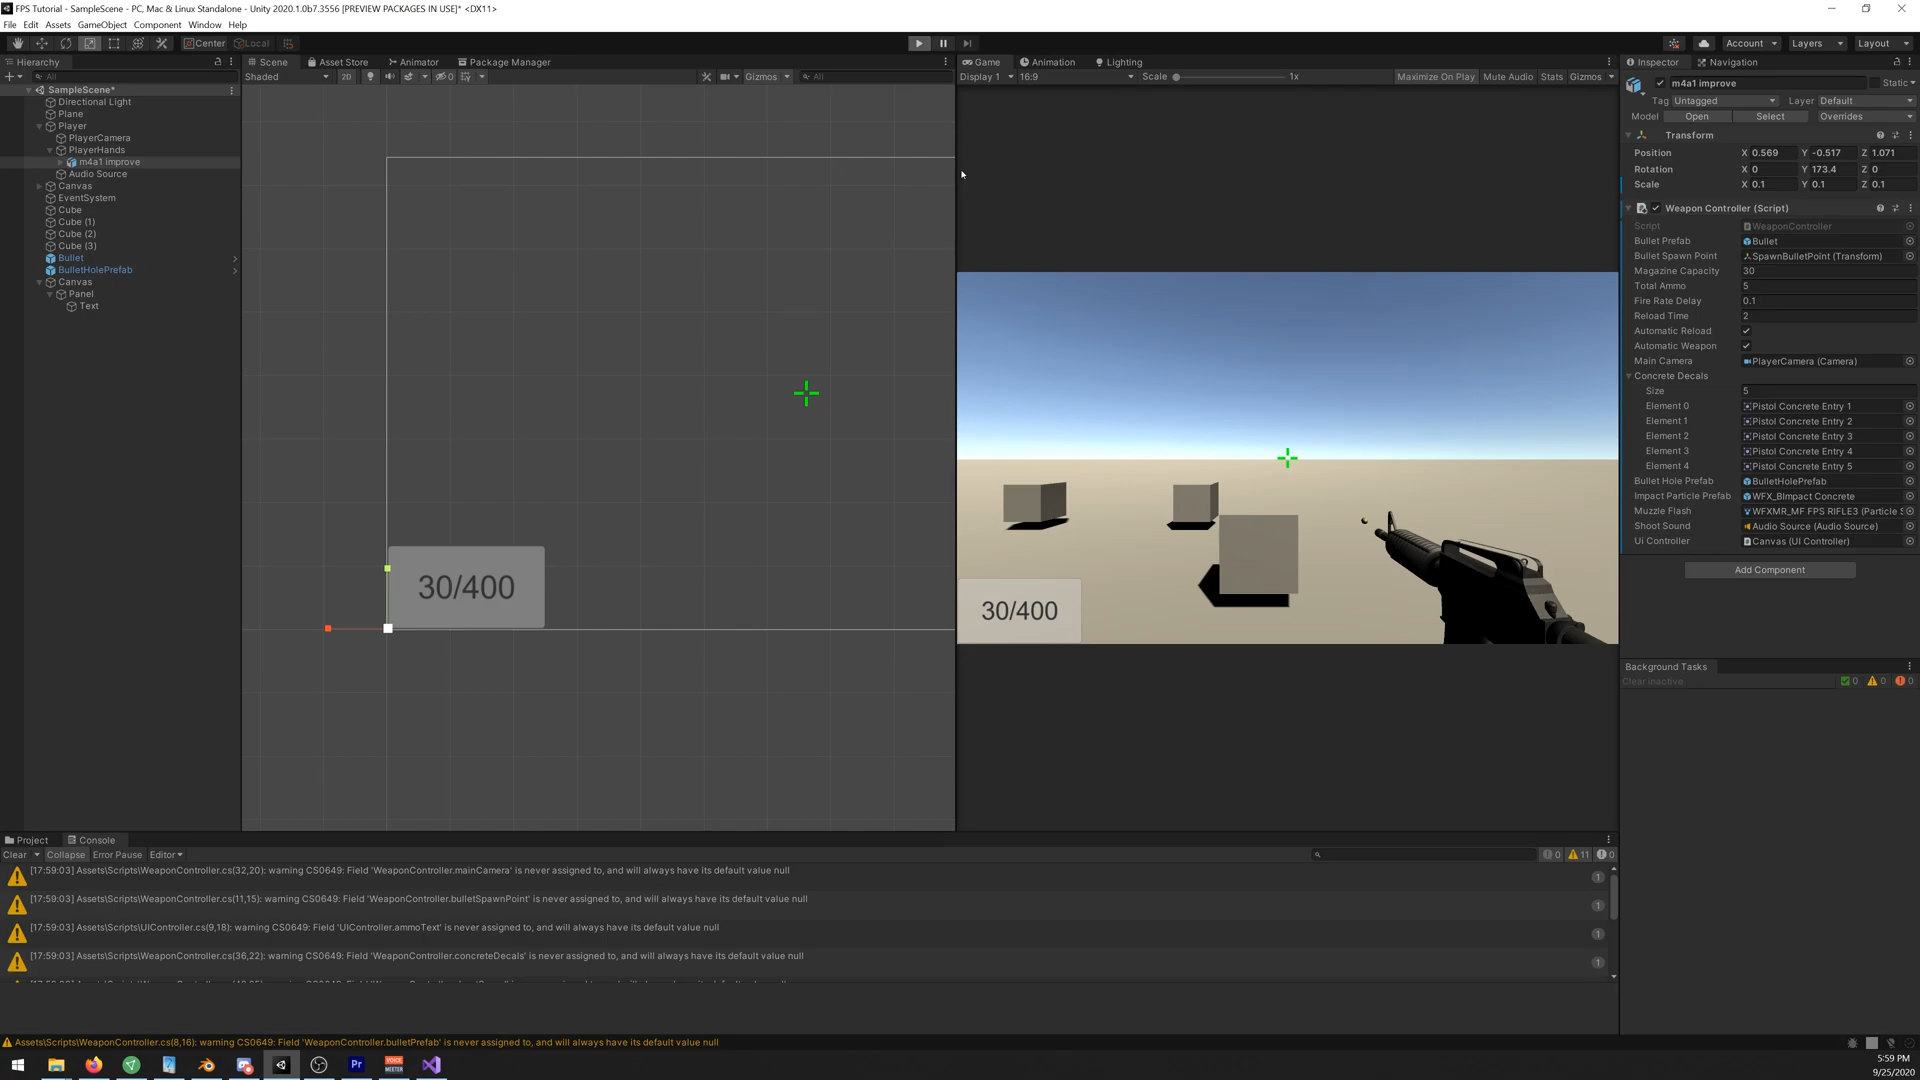 FPS Tutorial - SampleScene - PC, Mac & Linux Standalone - Unity 2020.1.0b7.3556 [PREVIEW PACKAGES IN USE]* <DX11>
File Edit Assets GameObject Component Window Help
Center Local Account Layers Layout
Hierarchy
All
SampleScene*
Directional Light
Plane
Player
PlayerCamera
PlayerHands
m4a1 improve
Audio Source
Canvas
EventSystem
Cube
Cube (1)
Cube (2)
Cube (3)
Bullet
BulletHolePrefab
Canvas
Panel
Text
Scene Asset Store Animator Package Manager
Shaded 2D 0 Gizmos All
30/400
Game Animation Lighting
Display 1 16:9 Scale 1x Maximize On Play Mute Audio Stats Gizmos
30/400
Inspector Navigation
m4a1 improve Static
Tag Untagged Layer Default
Model Open Select Overrides
Transform
Position X 0.569 Y -0.517 Z 1.071
Rotation X 0 Y 173.4 Z 0
Scale X 0.1 Y 0.1 Z 0.1
Weapon Controller (Script)
Script WeaponController
Bullet Prefab Bullet
Bullet Spawn Point SpawnBulletPoint (Transform)
Magazine Capacity 30
Total Ammo 5
Fire Rate Delay 0.1
Reload Time 2
Automatic Reload
Automatic Weapon
Main Camera PlayerCamera (Camera)
Concrete Decals
Size 5
Element 0 Pistol Concrete Entry 1
Element 1 Pistol Concrete Entry 2
Element 2 Pistol Concrete Entry 3
Element 3 Pistol Concrete Entry 4
Element 4 Pistol Concrete Entry 5
Bullet Hole Prefab BulletHolePrefab
Impact Particle Prefab WFX_BImpact Concrete
Muzzle Flash WFXMR_MF FPS RIFLE3 (Particle S
Shoot Sound Audio Source (Audio Source)
Ui Controller Canvas (UI Controller)
Add Component
Background Tasks
Clear inactive 0 0 0
Project Console
Clear Collapse Error Pause Editor 0 11 0
[17:59:03] Assets\Scripts\WeaponController.cs(32,20): warning CS0649: Field 'WeaponController.mainCamera' is never assigned to, and will always have its default value null 1
[17:59:03] Assets\Scripts\WeaponController.cs(11,15): warning CS0649: Field 'WeaponController.bulletSpawnPoint' is never assigned to, and will always have its default value null 1
[17:59:03] Assets\Scripts\UIController.cs(9,18): warning CS0649: Field 'UIController.ammoText' is never assigned to, and will always have its default value null 1
[17:59:03] Assets\Scripts\WeaponController.cs(36,22): warning CS0649: Field 'WeaponController.concreteDecals' is never assigned to, and will always have its default value null 1
Assets\Scripts\WeaponController.cs(8,16): warning CS0649: Field 'WeaponController.bulletPrefab' is never assigned to, and will always have its default value null
Pr VOICE MEETER
5:59 PM
9/25/2020